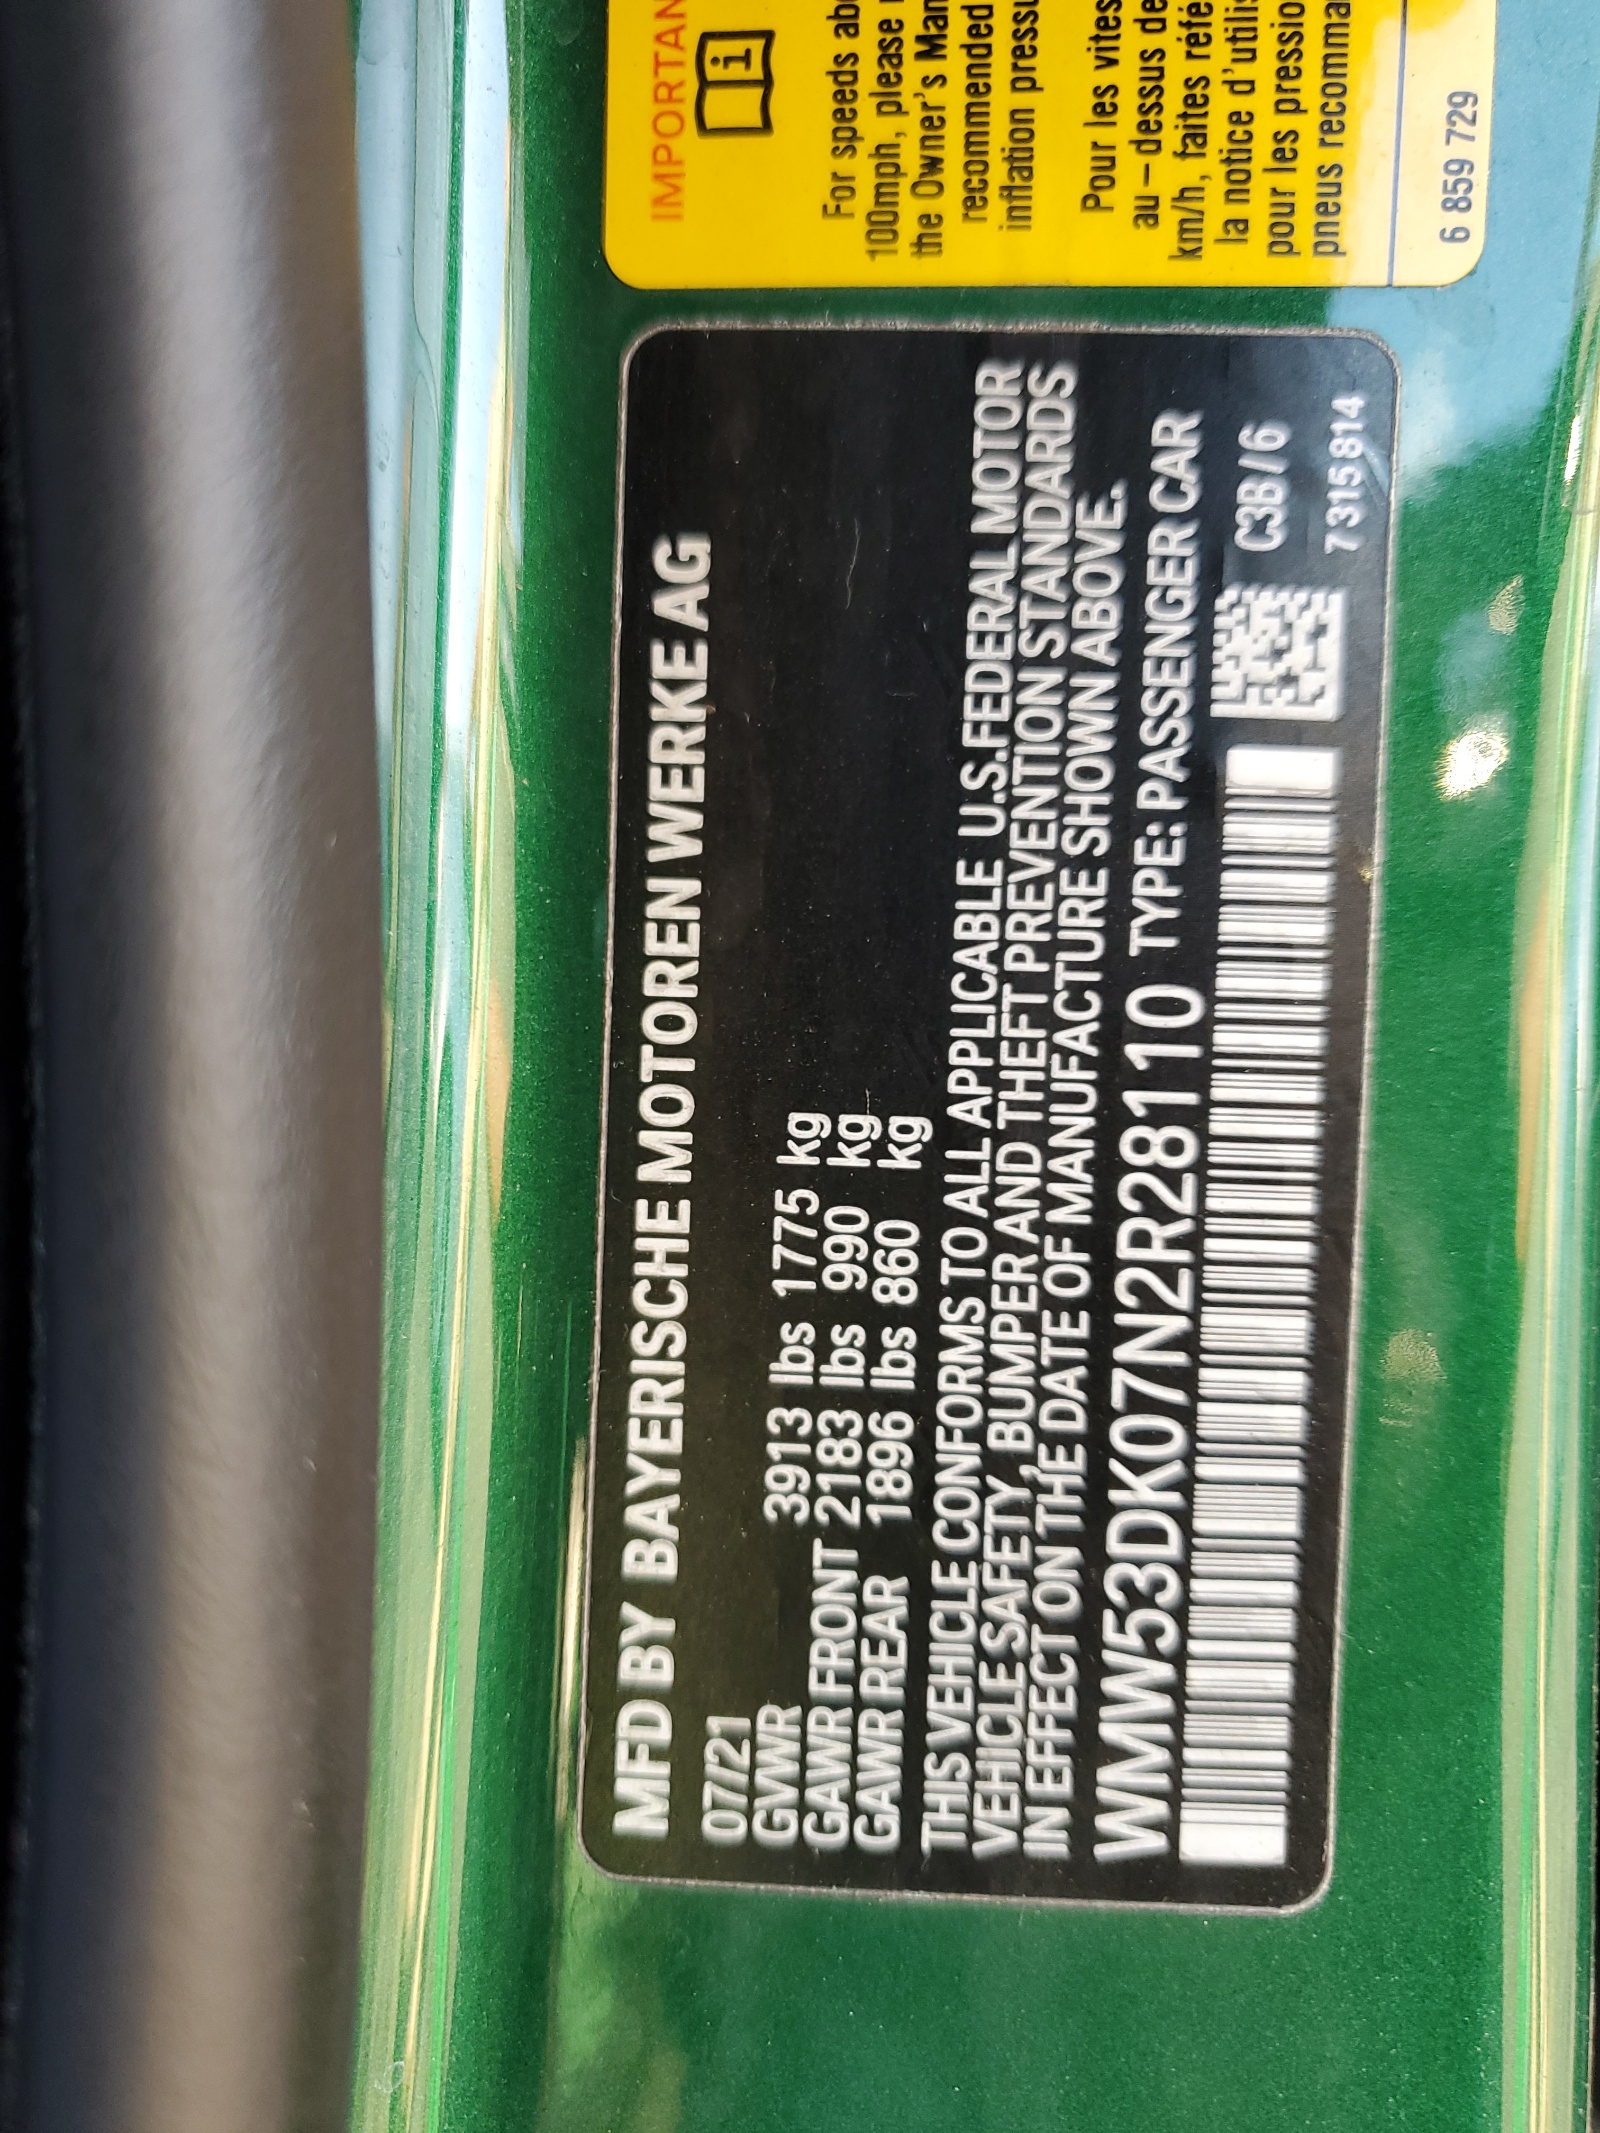 MFD BY BAYERISCHE MOTOREN WERKE AG
07/21
GVWR 3913 lbs 1775 kg
GAWR FRONT 2183 lbs 990 kg
GAWR REAR 1896 lbs 860 kg
THIS VEHICLE CONFORMS TO ALL APPLICABLE U.S.FEDERAL MOTOR
VEHICLE SAFETY, BUMPER AND THEFT PREVENTION STANDARDS
IN EFFECT ON THE DATE OF MANUFACTURE SHOWN ABOVE.
WMW53DK07N2R28110 TYPE: PASSENGER CAR
C3B/6
7315814
IMPORTAN
i
For speeds abo
100mph, please
the Owner's Man
recommended
inflation pressu
Pour les vites
au-dessus de
km/h, faites réfé
la notice d'utilis
pour les pressio
pneus recomma
6 859 729